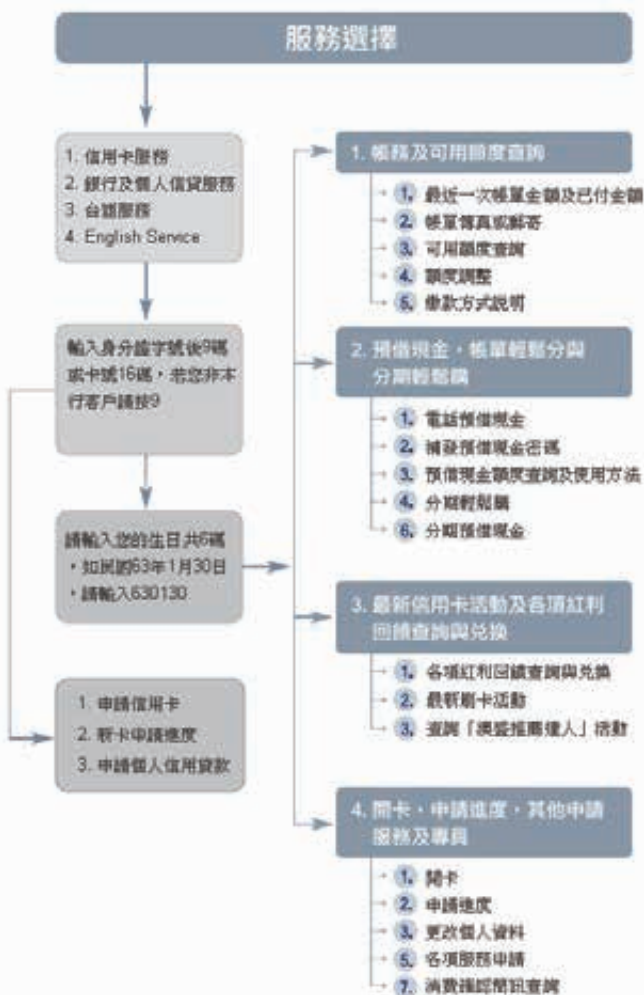 服務選擇
1. 信用卡服務
2. 銀行及個人信貸服務
3. 台語服務
4. English Service
輸入身分證字號後9碼
或卡號16碼，若您非本
行客戶請按9
請輸入您的生日共6碼
・如民國63年1月30日
・請輸入630130
1. 申請信用卡
2. 新卡申請進度
3. 申請個人信用貸款
1. 帳務及可用額度查詢
1. 最近一次帳單金額及已付金額
2. 帳單傳真或郵寄
3. 可用額度查詢
4. 額度調整
5. 繳款方式說明
2. 預借現金，帳單輕鬆分與
分期輕鬆購
1. 電話預借現金
2. 補發預借現金密碼
3. 預借現金額度查詢及使用方法
4. 分期輕鬆購
6. 分期預借現金
3. 最新信用卡活動及各項紅利
回饋查詢與兌換
1. 各項紅利回饋查詢與兌換
2. 最新刷卡活動
3. 查詢「澳盛推薦達人」活動
4. 開卡，申請進度，其他申請
服務及專員
1. 開卡
2. 申請進度
3. 更改個人資料
5. 各項服務申請
7. 消費確認簡訊查詢